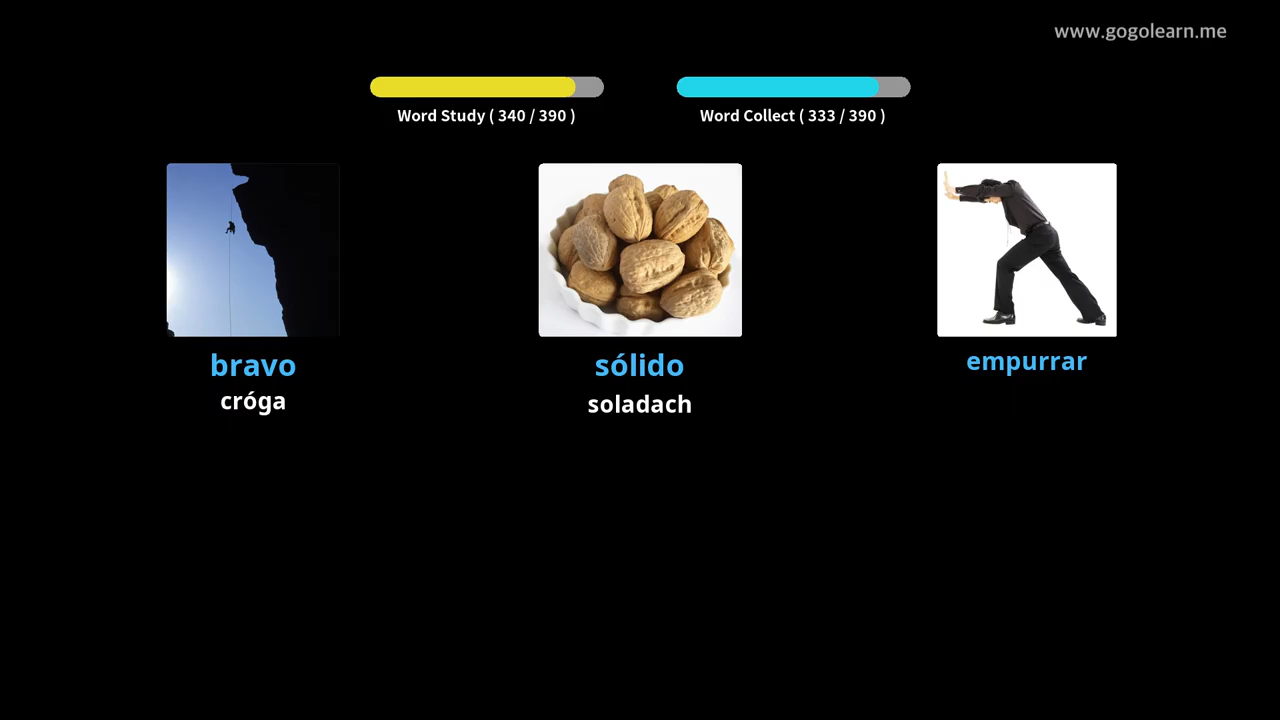 www.gogolearn.me
Word Study ( 340 / 390 )
Word Collect ( 333 / 390 )
bravo
cróga
sólido
soladach
empurrar